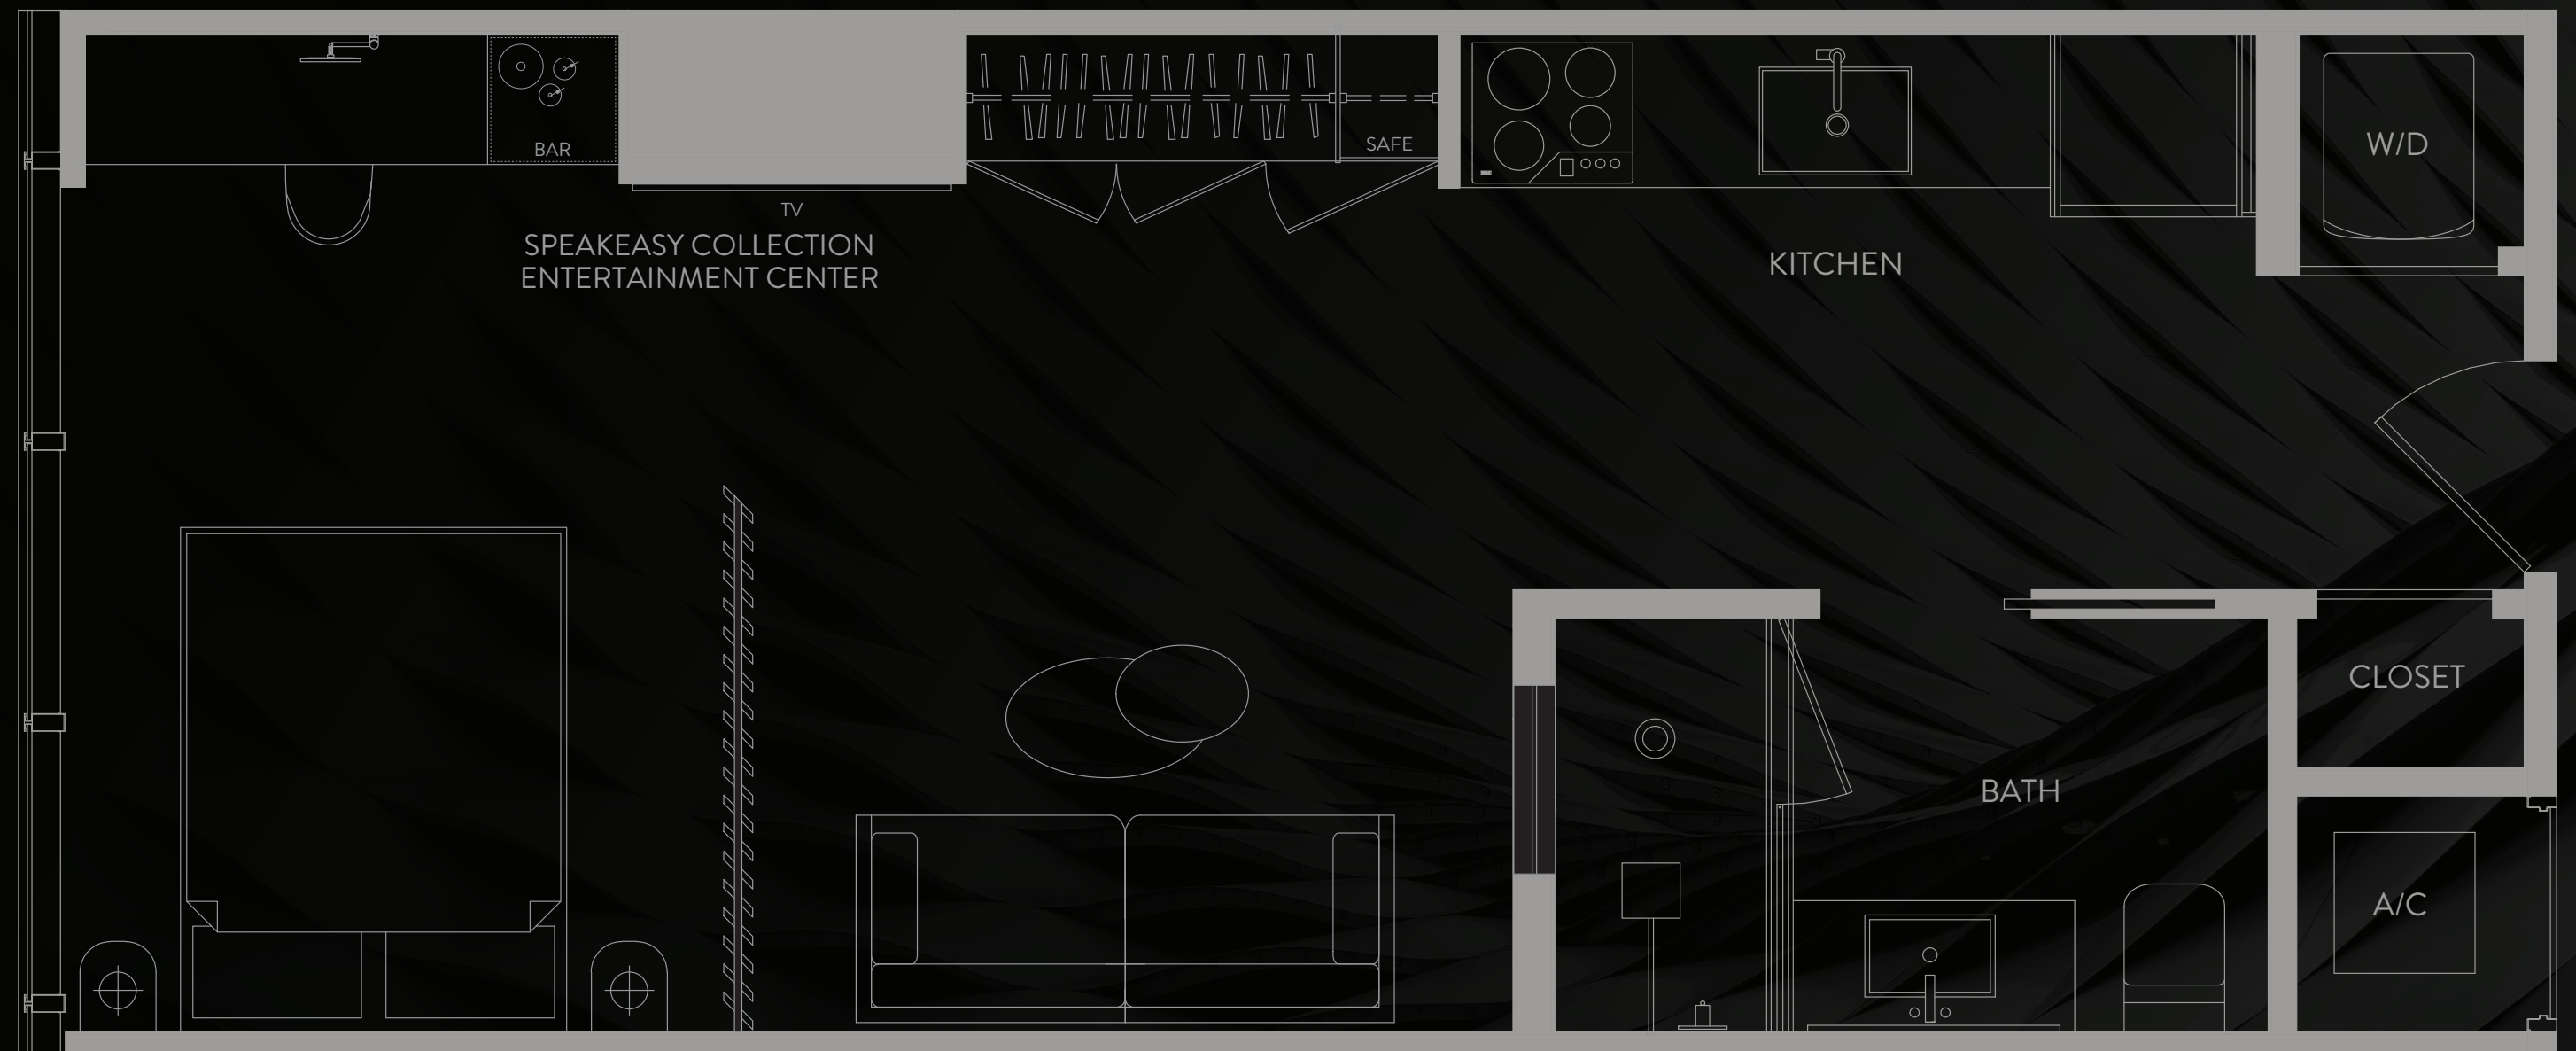 BAR
SAFE
W/D
TV
SPEAKEASY COLLECTION
ENTERTAINMENT CENTER
KITCHEN
CLOSET
BATH
A/C